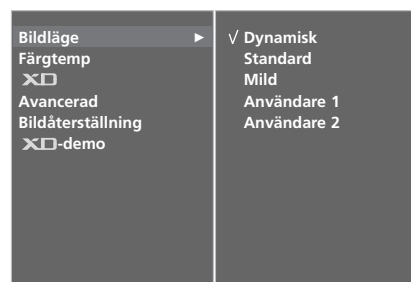 Bildläge ►
Färgtemp
XD
Avancerad
Bildåterställning
XD-demo
√ Dynamisk
Standard
Mild
Användare 1
Användare 2